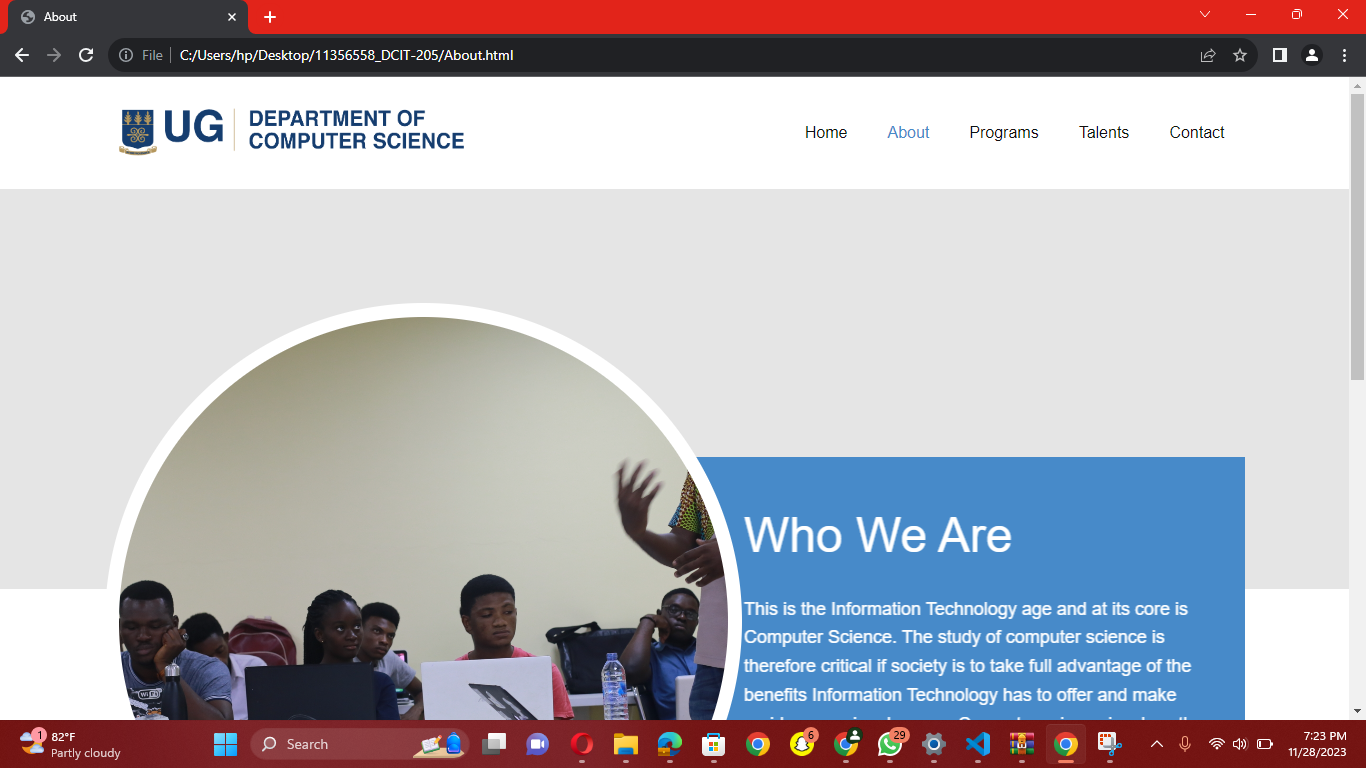 About
File
C:/Users/hp/Desktop/11356558_DCIT-205/About.html
UG
DEPARTMENT OF
COMPUTER SCIENCE
Home
About
Programs
Talents
Contact
Who We Are
This is the Information Technology age and at its core is
Computer Science. The study of computer science is
therefore critical if society is to take full advantage of the
benefits Information Technology has to offer and make
1
82°F
Partly cloudy
Search
6
29
7:23 PM
11/28/2023